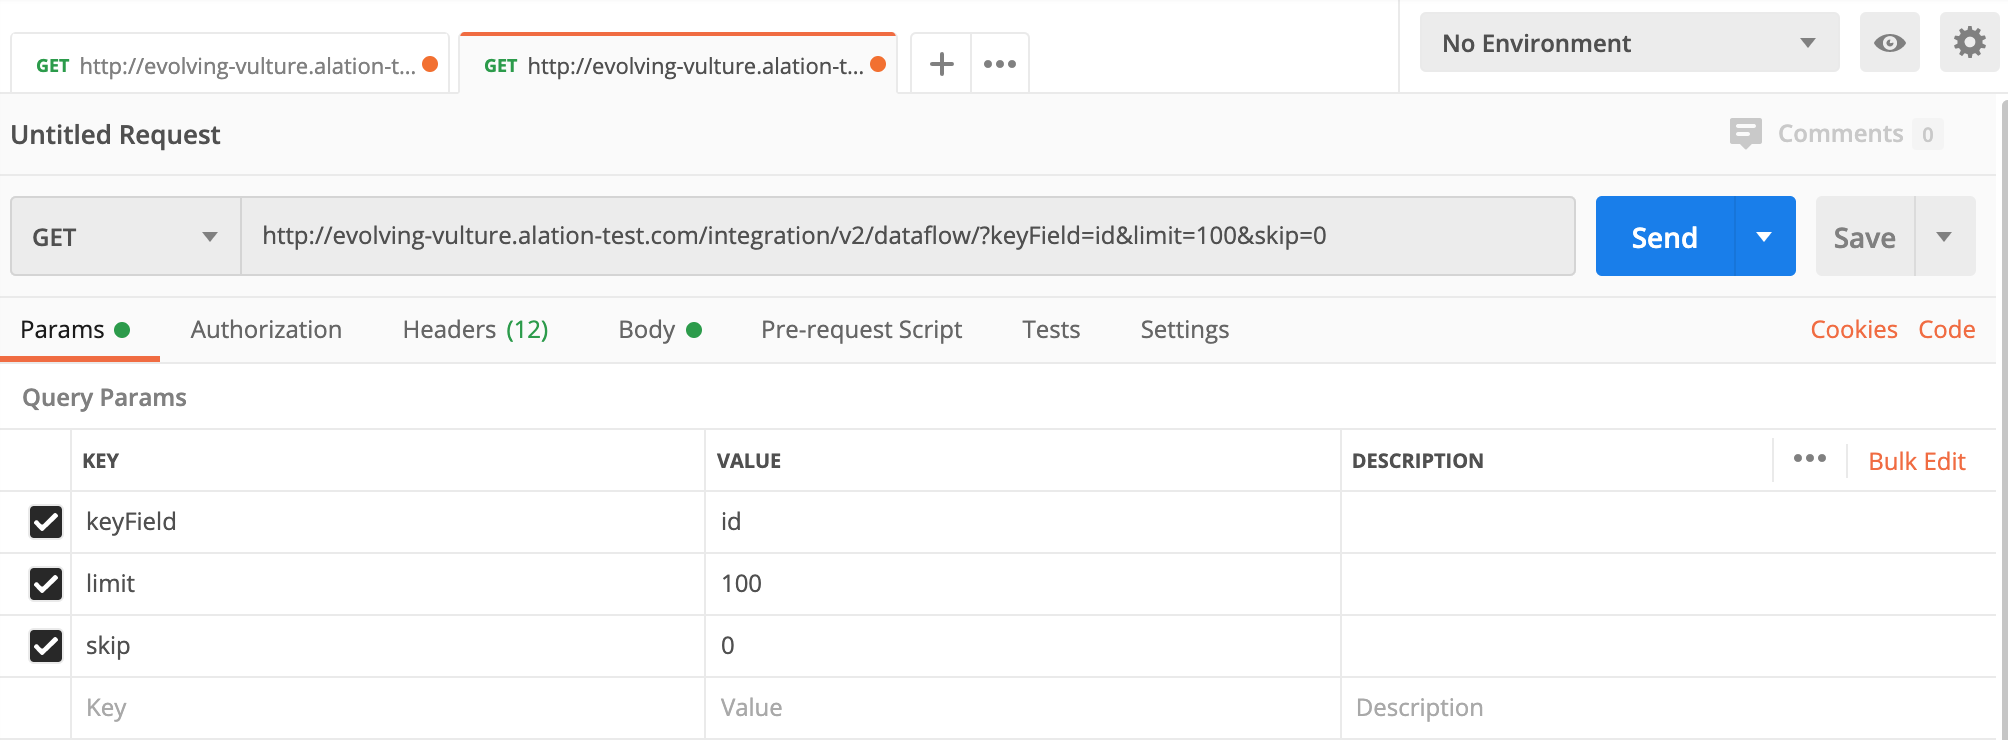 GET http://evolving-vulture.alation-t... GET http://evolving-vulture.alation-t... No Environment
Untitled Request Comments 0
GET http://evolving-vulture.alation-test.com/integration/v2/dataflow/?keyField=id&limit=100&skip=0 Send Save
Params Authorization Headers (12) Body Pre-request Script Tests Settings Cookies Code
Query Params
KEY VALUE DESCRIPTION Bulk Edit
keyField id
limit 100
skip 0
Key Value Description